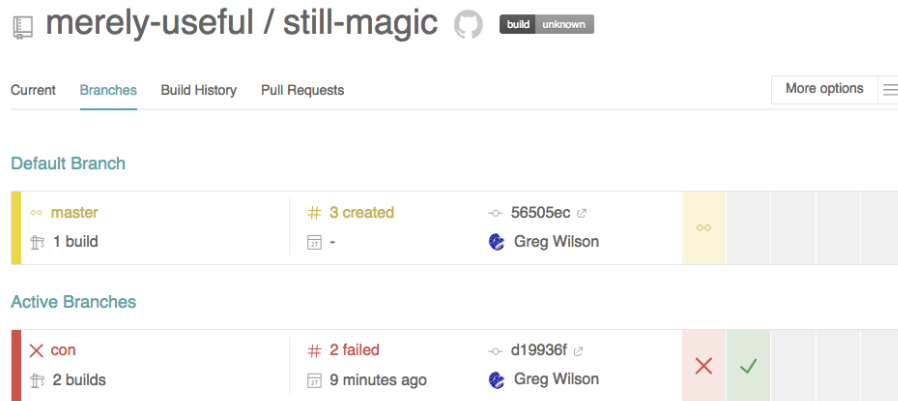 merely-useful / still-magic build unknown
Current Branches Build History Pull Requests More options
Default Branch
master # 3 created 56505ec
1 build 27 - Greg Wilson
Active Branches
con # 2 failed d19936f
2 builds 27 9 minutes ago Greg Wilson